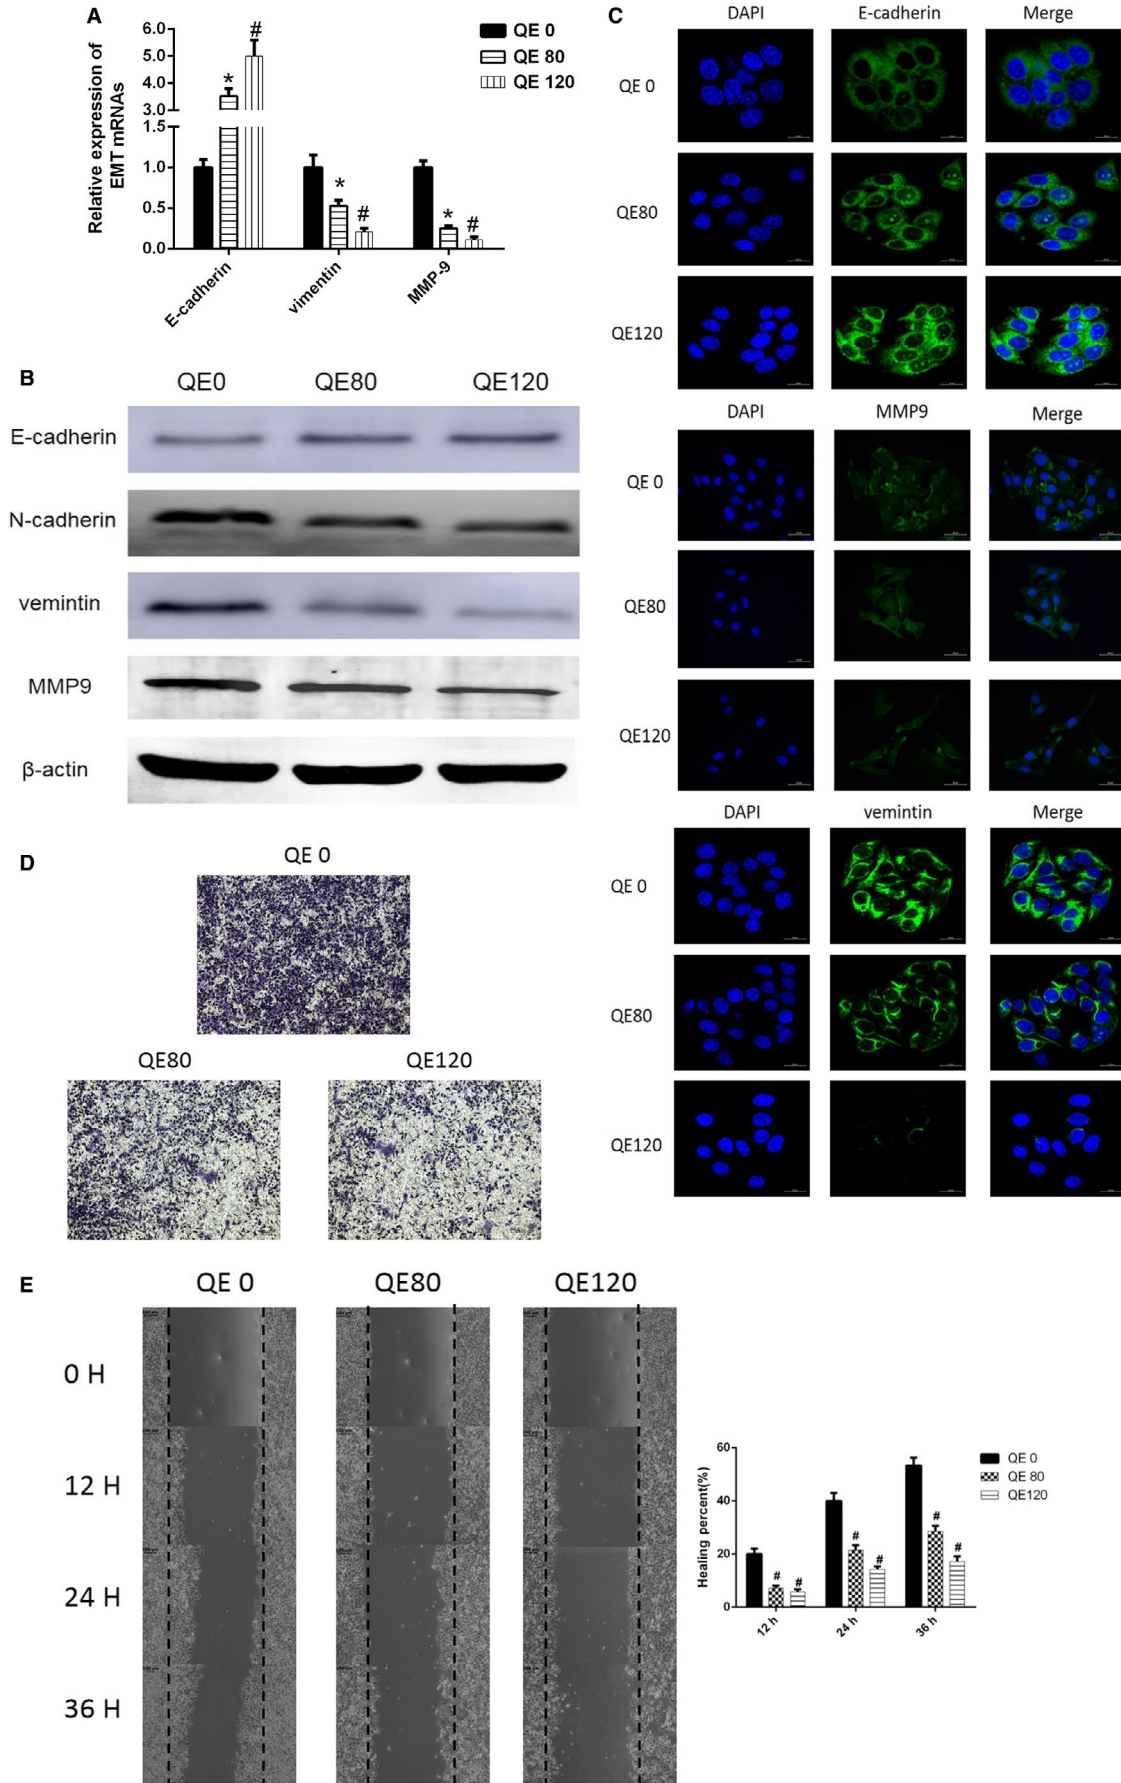 A
Relative expression of
EMT mRNAs
6.0
5.0
4.0
3.0
1.5
1.0
0.5
0.0
* #
* #
* #
E-cadherin
vimentin
MMP-9
QE 0
QE 80
QE 120
B
QE0 QE80 QE120
E-cadherin
N-cadherin
vemintin
MMP9
β-actin
C
DAPI E-cadherin Merge
QE 0
QE80
QE120
DAPI MMP9 Merge
QE 0
QE80
QE120
DAPI vemintin Merge
QE 0
QE80
QE120
D
QE 0
QE80 QE120
E
QE 0 QE80 QE120
0 H
12 H
24 H
36 H
Healing percent(%)
60
40
20
0
# #
# #
# #
12 h
24 h
36 h
QE 0
QE 80
QE120